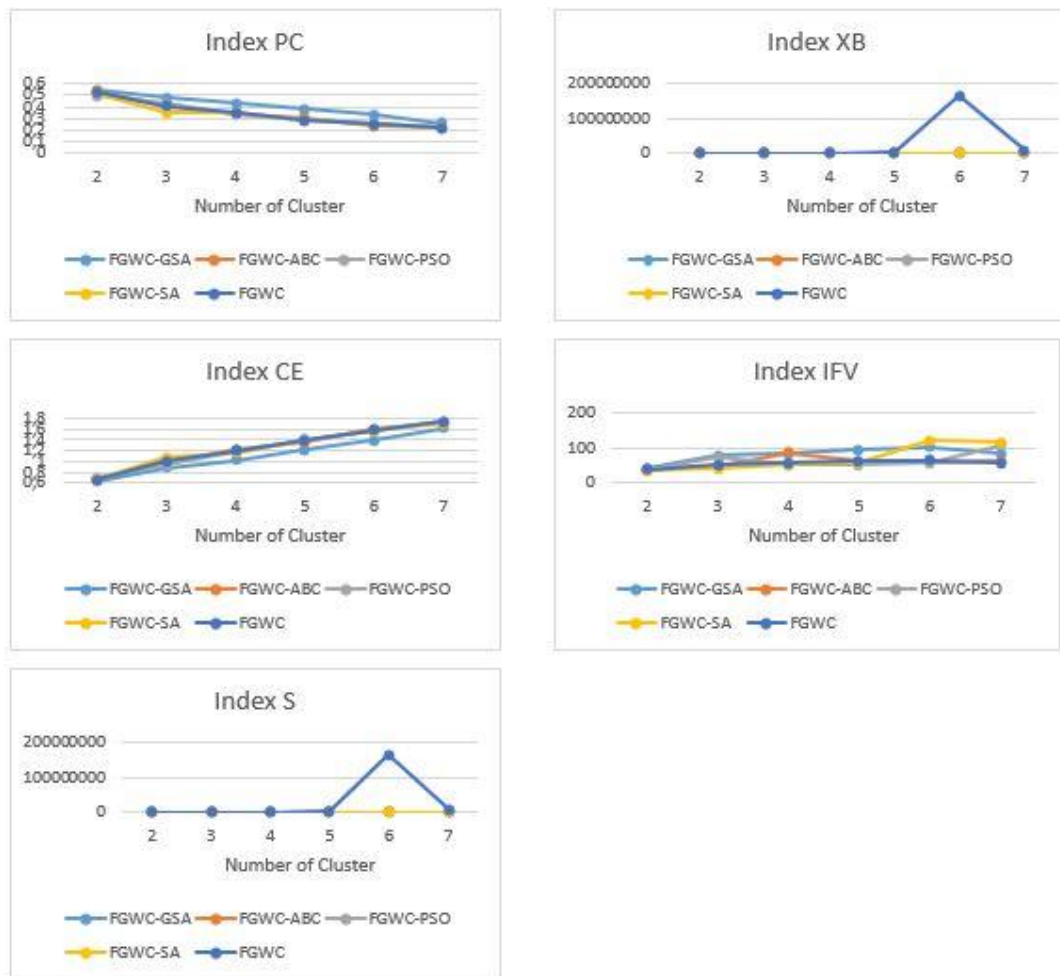 Index PC
0,6
0,5
0,4
0,3
0,2
0,1
0
2 3 4 5 6 7
Number of Cluster
FGWC-GSA FGWC-ABC FGWC-PSO
FGWC-SA FGWC
Index XB
200000000
100000000
0
2 3 4 5 6 7
Number of Cluster
FGWC-GSA FGWC-ABC FGWC-PSO
FGWC-SA FGWC
Index CE
1,8
1,6
1,4
1,2
0,8
0,6
2 3 4 5 6 7
Number of Cluster
FGWC-GSA FGWC-ABC FGWC-PSO
FGWC-SA FGWC
Index IFV
200
100
0
2 3 4 5 6 7
Number of Cluster
FGWC-GSA FGWC-ABC FGWC-PSO
FGWC-SA FGWC
Index S
200000000
100000000
0
2 3 4 5 6 7
Number of Cluster
FGWC-GSA FGWC-ABC FGWC-PSO
FGWC-SA FGWC